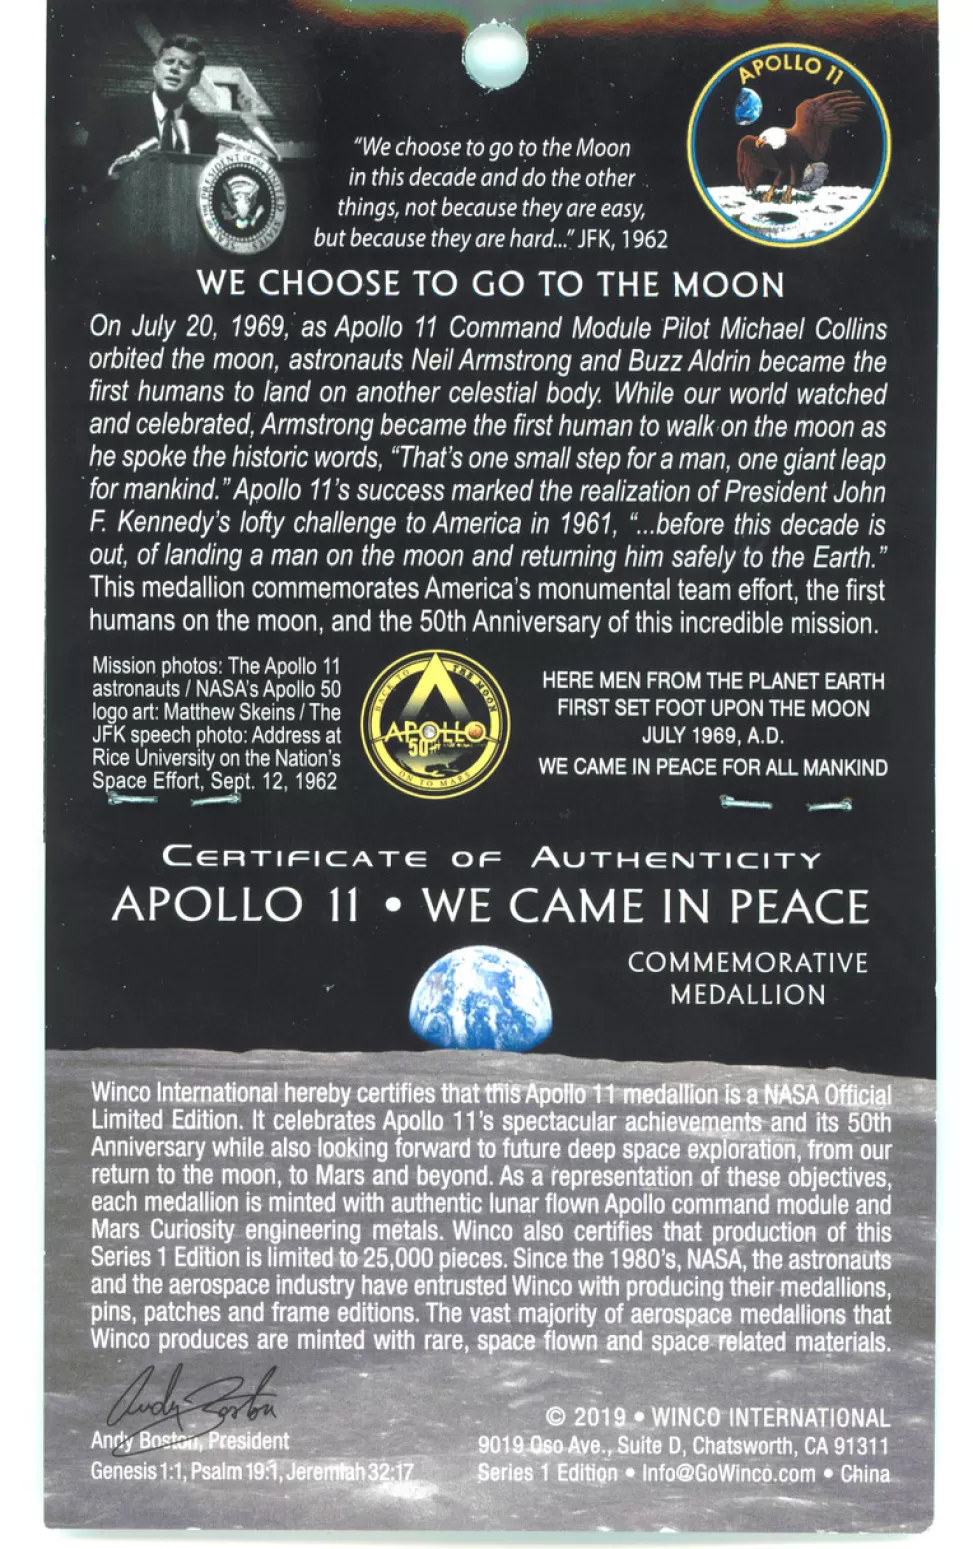 APOLLO 11
"We choose to go to the Moon
in this decade and do the other
things, not because they are easy,
but because they are hard..." JFK, 1962
WE CHOOSE TO GO TO THE MOON
On July 20, 1969, as Apollo 11 Command Module Pilot Michael Collins
orbited the moon, astronauts Neil Armstrong and Buzz Aldrin became the
first humans to land on another celestial body. While our world watched
and celebrated, Armstrong became the first human to walk on the moon as
he spoke the historic words, "That's one small step for a man, one giant leap
for mankind." Apollo 11's success marked the realization of President John
F. Kennedy's lofty challenge to America in 1961, "...before this decade is
out, of landing a man on the moon and returning him safely to the Earth."
This medallion commemorates America's monumental team effort, the first
humans on the moon, and the 50th Anniversary of this incredible mission.
Mission photos: The Apollo 11
astronauts / NASA's Apollo 50
logo art: Matthew Skeins / The
JFK speech photo: Address at
Rice University on the Nation's
Space Effort, Sept. 12, 1962
BACK TO THE MOON
APOLLO
50th
ON TO MARS
HERE MEN FROM THE PLANET EARTH
FIRST SET FOOT UPON THE MOON
JULY 1969, A.D.
WE CAME IN PEACE FOR ALL MANKIND
CERTIFICATE OF AUTHENTICITY
APOLLO 11 • WE CAME IN PEACE
COMMEMORATIVE
MEDALLION
Winco International hereby certifies that this Apollo 11 medallion is a NASA Official
Limited Edition. It celebrates Apollo 11's spectacular achievements and its 50th
Anniversary while also looking forward to future deep space exploration, from our
return to the moon, to Mars and beyond. As a representation of these objectives,
each medallion is minted with authentic lunar flown Apollo command module and
Mars Curiosity engineering metals. Winco also certifies that production of this
Series 1 Edition is limited to 25,000 pieces. Since the 1980's, NASA, the astronauts
and the aerospace industry have entrusted Winco with producing their medallions,
pins, patches and frame editions. The vast majority of aerospace medallions that
Winco produces are minted with rare, space flown and space related materials.
Andy Boston
Andy Boston, President
Genesis 1:1, Psalm 19:1, Jeremiah 32:17
© 2019 • WINCO INTERNATIONAL
9019 Oso Ave., Suite D, Chatsworth, CA 91311
Series 1 Edition • Info@GoWinco.com • China